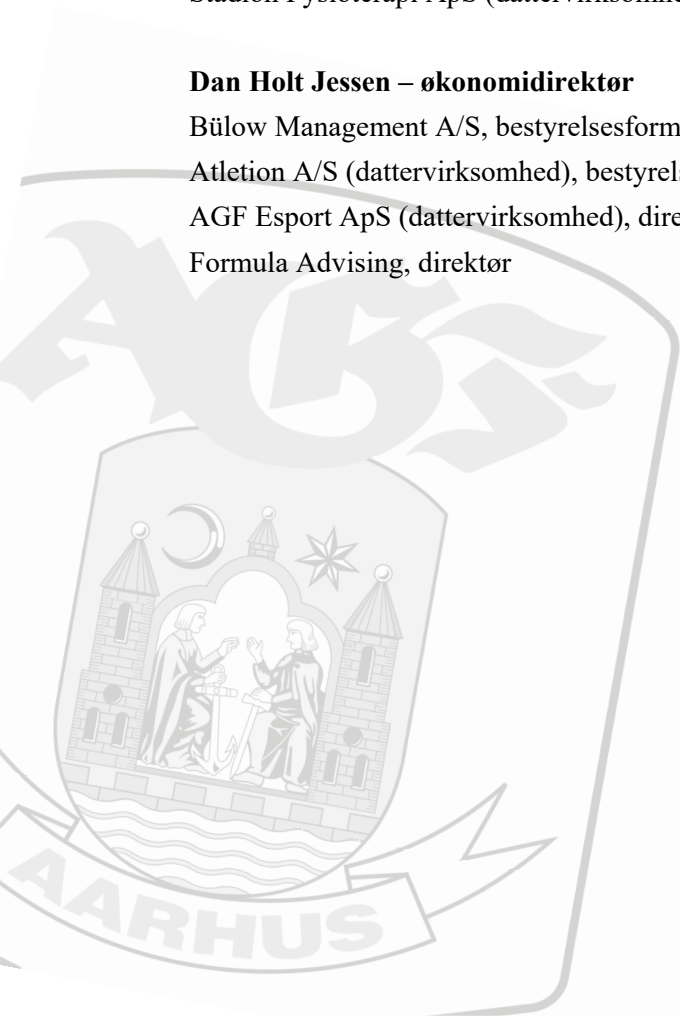 Dan Holt Jessen – økonomidirektør
Bülow Management A/S, bestyrelsesform
Atletion A/S (dattervirksomhed), bestyrels
AGF Esport ApS (dattervirksomhed), dire
Formula Advising, direktør
AGF
AARHUS